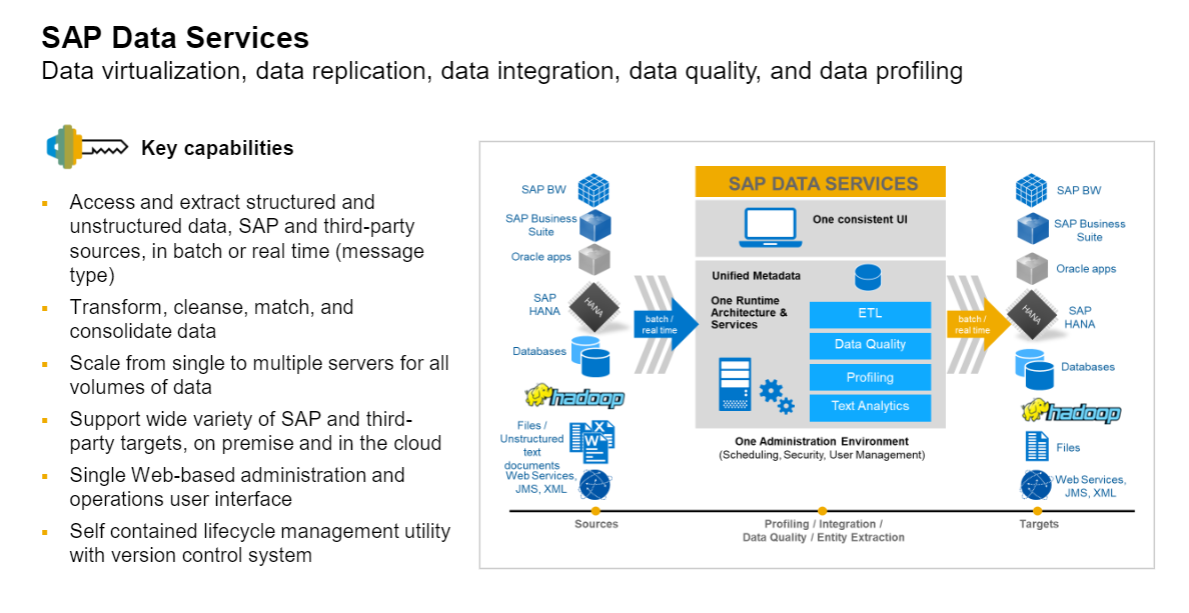 SAP Data Services
Data virtualization, data replication, data integration, data quality, and data profiling
Key capabilities
Access and extract structured and
unstructured data, SAP and third-party
sources, in batch or real time (message
type)
Transform, cleanse, match, and
consolidate data
Scale from single to multiple servers for all
volumes of data
Support wide variety of SAP and third-
party targets, on premise and in the cloud
Single Web-based administration and
operations user interface
Self contained lifecycle management utility
with version control system
SAP BW
SAP Business
Suite
Oracle apps
SAP
HANA
HANA
Databases
hadoop
Files /
Unstructured
text
documents
X
W
Web Services,
JMS, XML
batch /
real time
SAP DATA SERVICES
One consistent UI
Unified Metadata
One Runtime
Architecture &
Services
ETL
Data Quality
Profiling
Text Analytics
One Administration Environment
(Scheduling, Security, User Management)
batch /
real time
SAP BW
SAP Business
Suite
Oracle apps
HANA
SAP
HANA
Databases
hadoop
Files
Web Services,
JMS, XML
Sources
Profiling / Integration /
Data Quality / Entity Extraction
Targets